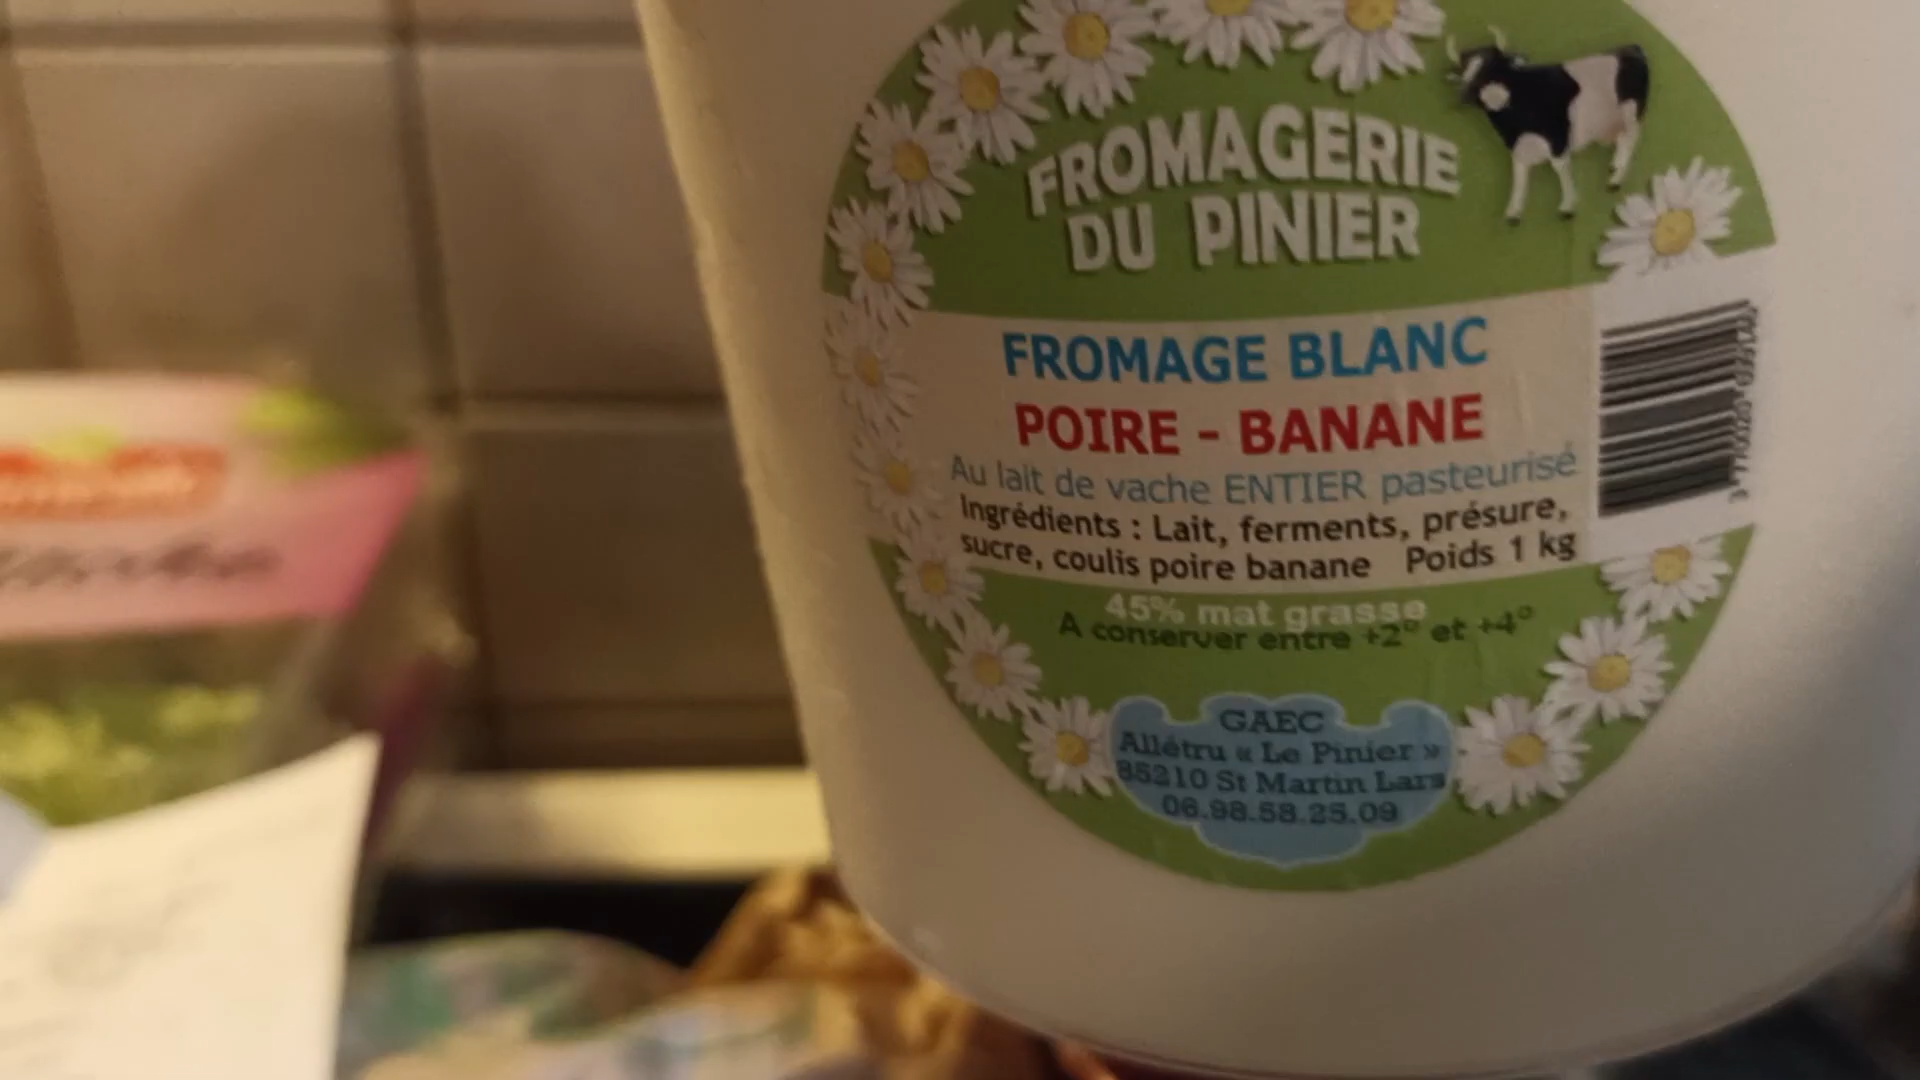 FROMAGERIE
DU PINIER
FROMAGE BLANC
POIRE - BANANE
Au lait de vache ENTIER pasteurisé
Ingrédients : Lait, ferments, présure,
sucre, coulis poire banane Poids 1 kg
45% mat grasse
A conserver entre +2° et +4°
GAEC
Allétru « Le Pinier »
85210 St Martin Lars
06.98.58.25.09